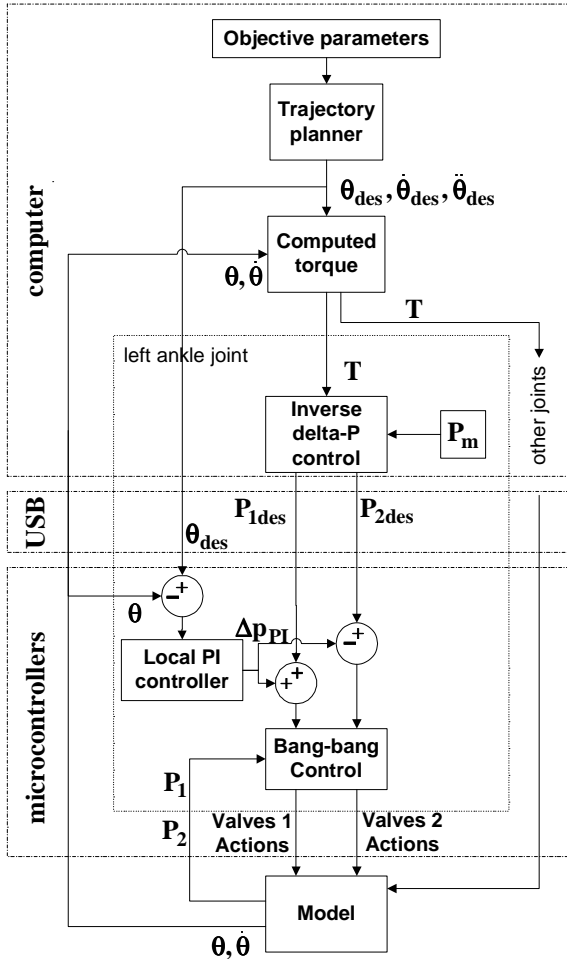 Objective parameters
Trajectory
planner
θdes, θ̇des, θ̈des
computer
Computed
torque
θ, θ̇
T
left ankle joint
T
other joints
Inverse
delta-P
control
Pm
USB
P1des
P2des
θdes
microcontrollers
− +
θ
ΔpPI
− +
Local PI
controller
+ +
Bang-bang
Control
P1
P2
Valves 1
Actions
Valves 2
Actions
Model
θ, θ̇